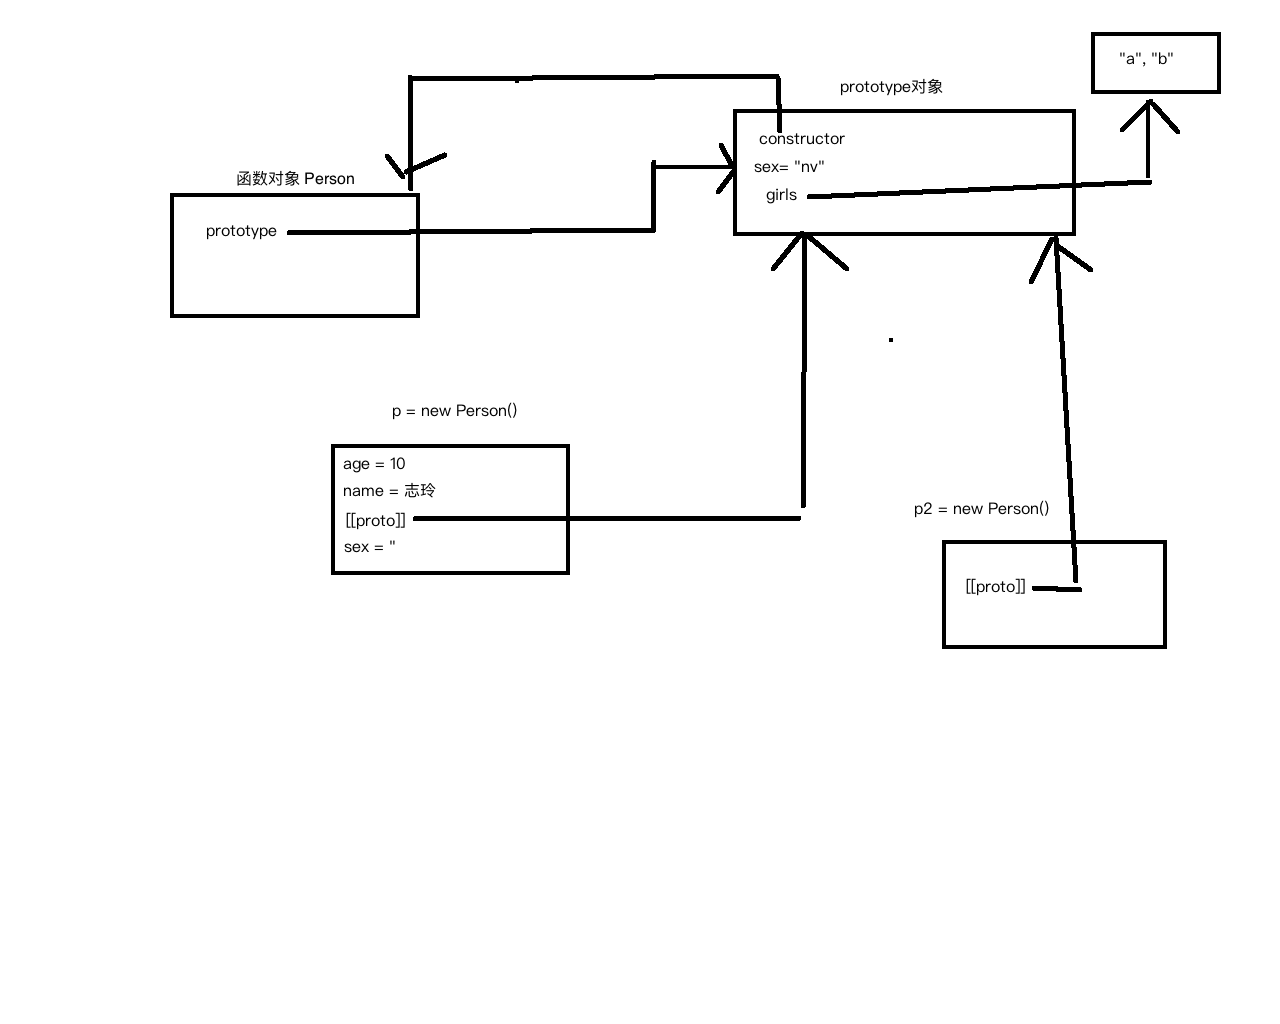 "a", "b"
prototype对象
constructor
sex= "nv"
girls
函数对象 Person
prototype
p = new Person()
age = 10
name = 志玲
[[proto]]
sex = "
p2 = new Person()
[[proto]]